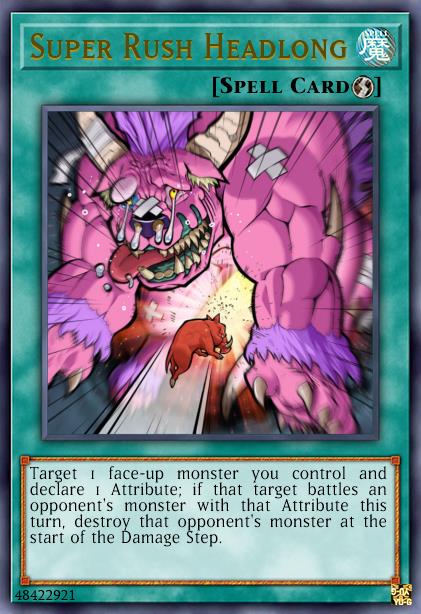 SUPER RUSH HEADLONG
SPELL
魔
[SPELL CARD]
Target 1 face-up monster you control and
declare 1 Attribute; if that target battles an
opponent's monster with that Attribute this
turn, destroy that opponent's monster at the
start of the Damage Step.
48422921